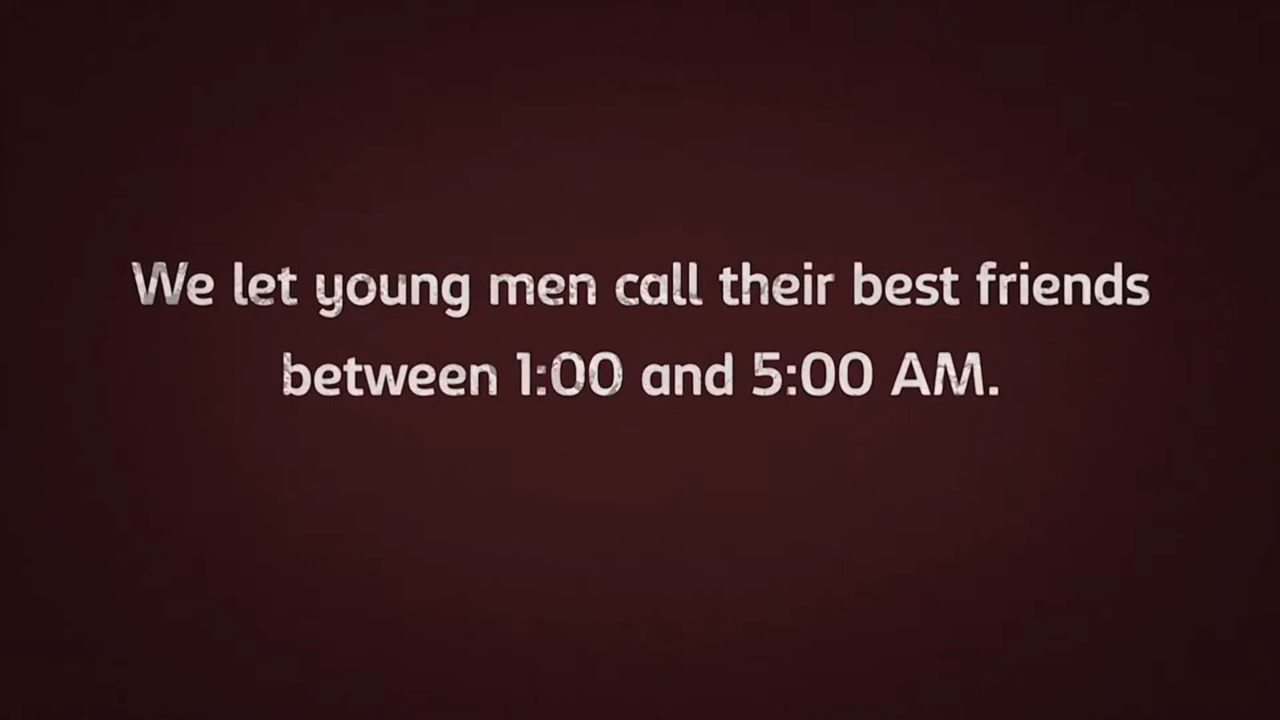 We let young men call their best friends
between 1:00 and 5:00 AM.